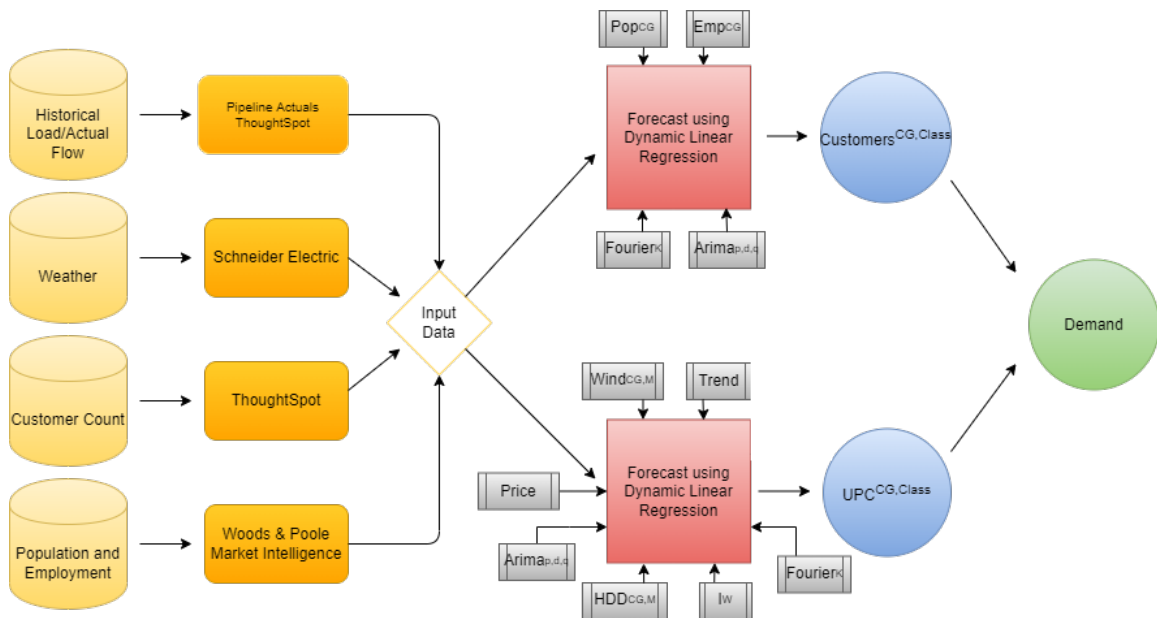 Historical
Load/Actual
Flow
Weather
Customer Count
Population and
Employment
Pipeline Actuals
ThoughtSpot
Schneider Electric
ThoughtSpot
Woods & Poole
Market Intelligence
Input
Data
PopCG
EmpCG
Forecast using
Dynamic Linear
Regression
FourierK
Arimap,d,q
CustomersCG,Class
WindCG,M
Trend
Price
Forecast using
Dynamic Linear
Regression
Arimap,d,q
FourierK
HDDCG,M
IW
UPCCG,Class
Demand